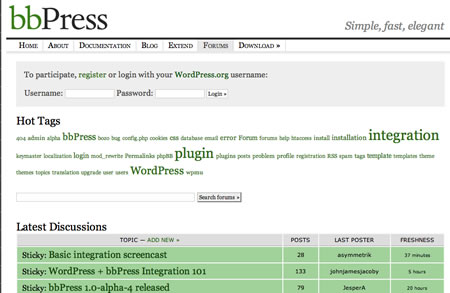 bbPress
Simple, fast, elegant
Home About Documentation Blog Extend Forums Download »
To participate, register or login with your WordPress.org username:
Username: Password: Login »
Hot Tags
404 admin alpha bbPress bozo bug config.php cookies css database email error Forum forums help htaccess install installation integration
keymaster localization login mod_rewrite Permalinks phpBB plugin plugins posts problem profile registration RSS spam tags template templates theme
themes topics translation upgrade user users WordPress wpmu
Search forums »
Latest Discussions
TOPIC — ADD NEW » POSTS LAST POSTER FRESHNESS
Sticky: Basic integration screencast 28 asymmetrik 37 minutes
Sticky: WordPress + bbPress Integration 101 133 johnjamesjacoby 5 hours
Sticky: bbPress 1.0-alpha-4 released 79 JesperA 20 hours